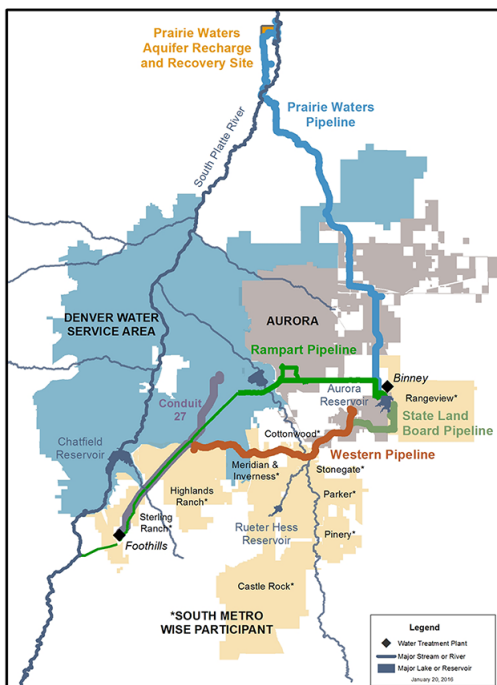 Prairie Waters
Aquifer Recharge
and Recovery Site
Prairie Waters
Pipeline
South Platte River
DENVER WATER
SERVICE AREA
AURORA
Rampart Pipeline
Binney
Aurora
Reservoir
Rangeview*
Conduit
27
State Land
Board Pipeline
Cottonwood*
Western Pipeline
Chatfield
Reservoir
Meridian &
Inverness*
Stonegate*
Highlands
Ranch*
Parker*
Sterling
Ranch*
Rueter Hess
Reservoir
Pinery*
Foothills
Castle Rock*
*SOUTH METRO
WISE PARTICIPANT
Legend
Water Treatment Plant
Major Stream or River
Major Lake or Reservoir
January 20, 2016